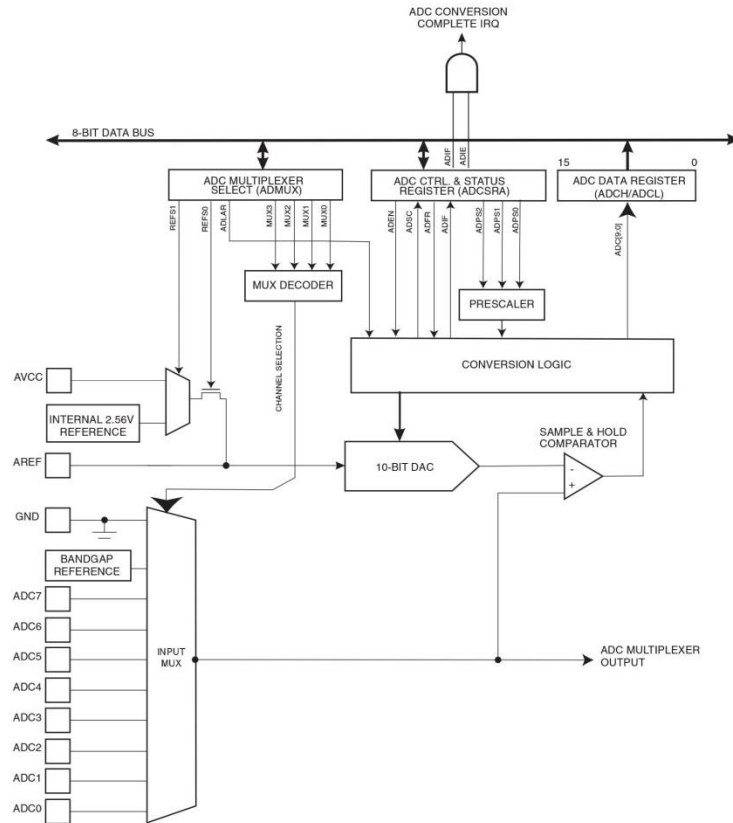 ADC CONVERSION
COMPLETE IRQ
8-BIT DATA BUS
ADIF
ADIE
15
0
ADC MULTIPLEXER
SELECT (ADMUX)
ADC CTRL. & STATUS
REGISTER (ADCSRA)
ADC DATA REGISTER
(ADCH/ADCL)
REFS1
REFS0
ADLAR
MUX3
MUX2
MUX1
MUX0
ADEN
ADSC
ADFR
ADIF
ADPS2
ADPS1
ADPS0
ADC[9:0]
MUX DECODER
PRESCALER
CHANNEL SELECTION
CONVERSION LOGIC
AVCC
INTERNAL 2.56V
REFERENCE
SAMPLE & HOLD
COMPARATOR
AREF
10-BIT DAC
-
+
GND
BANDGAP
REFERENCE
ADC7
ADC6
ADC5
INPUT
MUX
ADC MULTIPLEXER
OUTPUT
ADC4
ADC3
ADC2
ADC1
ADC0